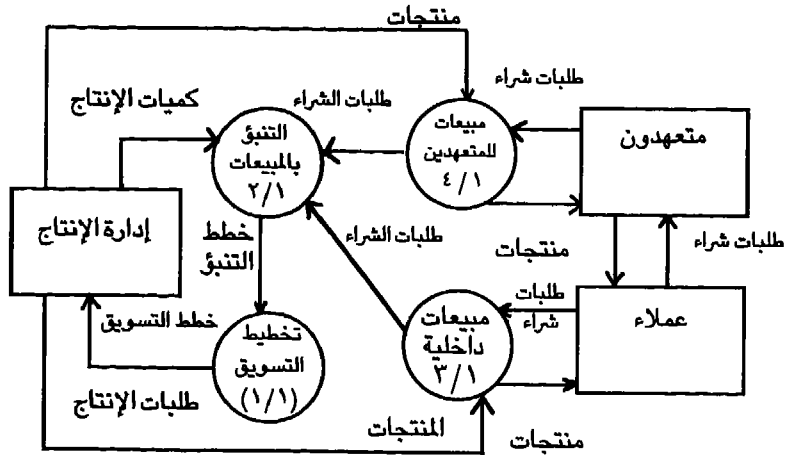 منتجات
طلبات شراء
كميات الإنتاج
طلبات الشراء
متعهدون
مبيعات
للمتعهدين
٤/١
التنبؤ
بالمبيعات
٢/١
إدارة الإنتاج
خطط
التنبؤ
طلبات الشراء
منتجات
طلبات شراء
طلبات
شراء
عملاء
مبيعات
داخلية
٣/١
خطط التسويق
تخطيط
التسويق
(١/١)
طلبات الإنتاج
المنتجات
منتجات